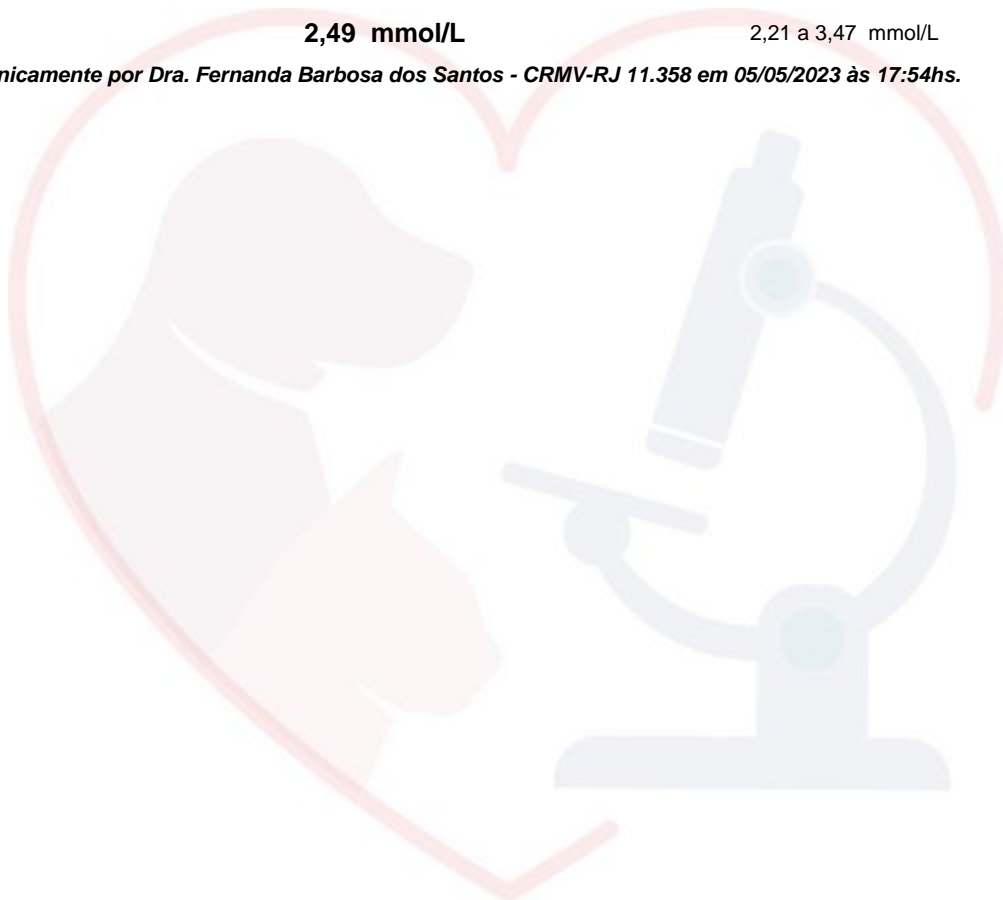 2,49 mmol/L 2,21 a 3,47 mmol/L
nicamente por Dra. Fernanda Barbosa dos Santos - CRMV-RJ 11.358 em 05/05/2023 às 17:54hs.